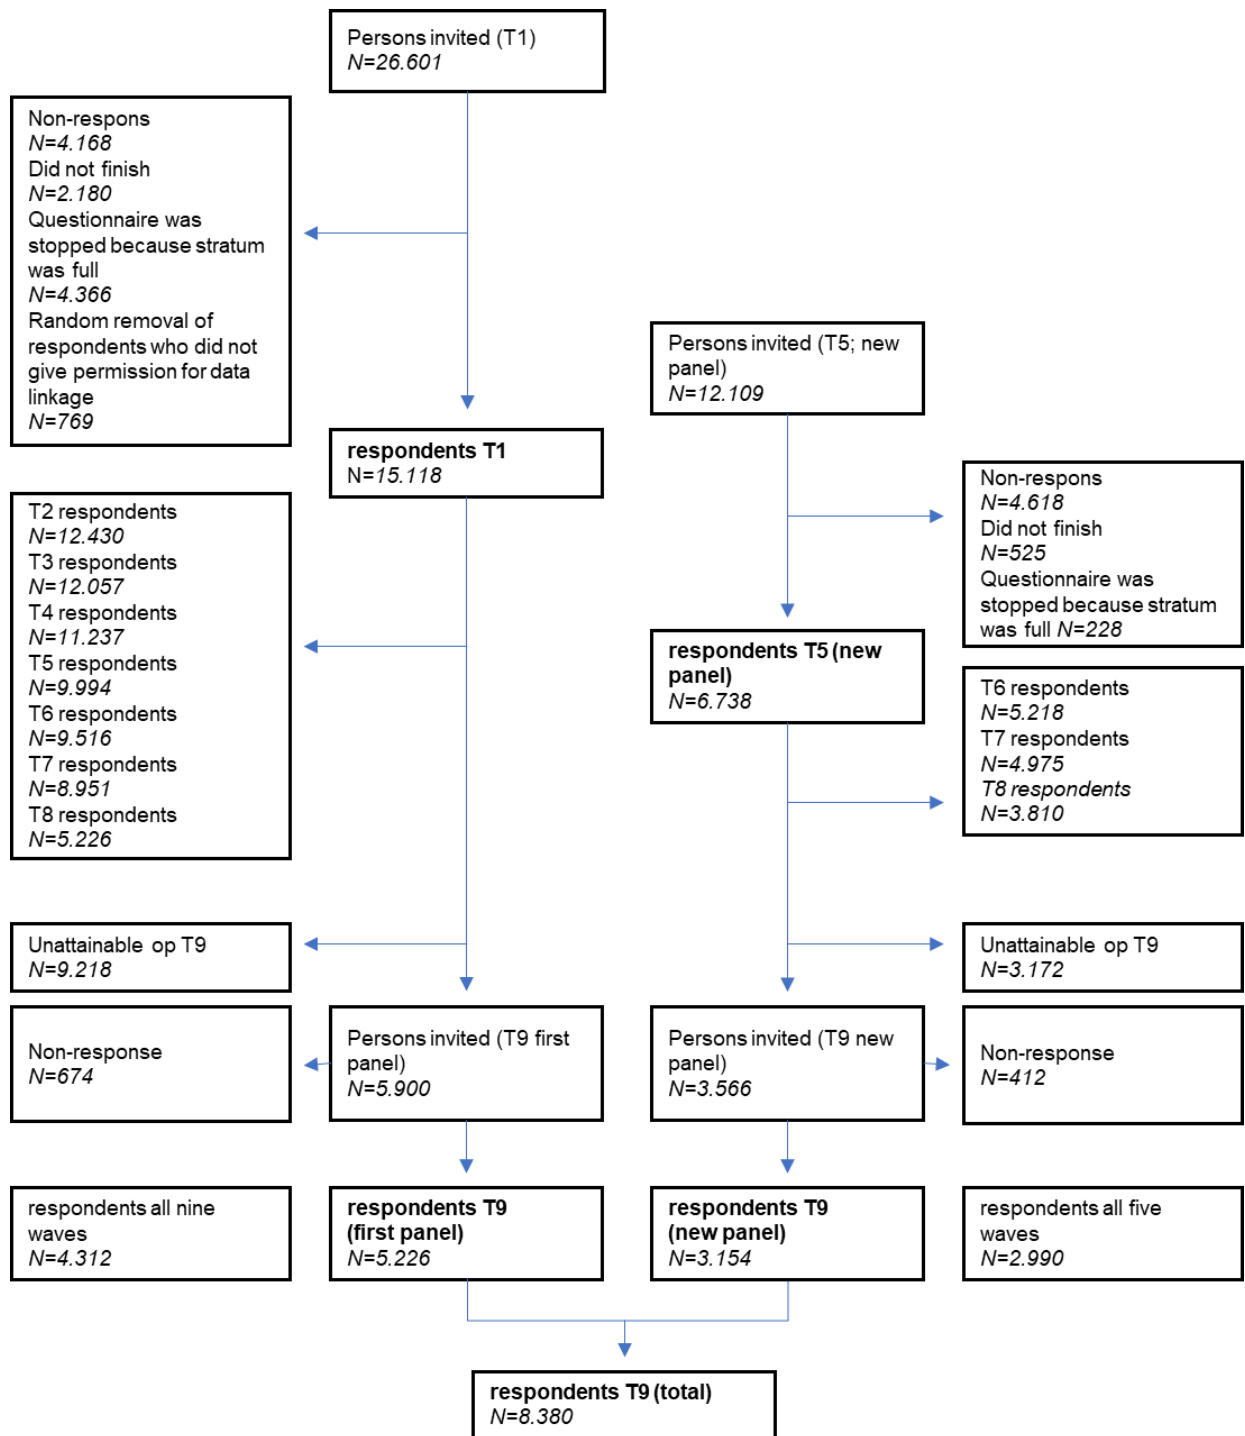 Persons invited (T1)
N=26.601
Non-respons
N=4.168
Did not finish
N=2.180
Questionnaire was
stopped because stratum
was full
N=4.366
Random removal of
respondents who did not
give permission for data
linkage
N=769
Persons invited (T5; new
panel)
N=12.109
respondents T1
N=15.118
Non-respons
N=4.618
Did not finish
N=525
Questionnaire was
stopped because stratum
was full N=228
T2 respondents
N=12.430
T3 respondents
N=12.057
T4 respondents
N=11.237
T5 respondents
N=9.994
T6 respondents
N=9.516
T7 respondents
N=8.951
T8 respondents
N=5.226
respondents T5 (new
panel)
N=6.738
T6 respondents
N=5.218
T7 respondents
N=4.975
T8 respondents
N=3.810
Unattainable op T9
N=9.218
Unattainable op T9
N=3.172
Non-response
N=674
Persons invited (T9 first
panel)
N=5.900
Persons invited (T9 new
panel)
N=3.566
Non-response
N=412
respondents all nine
waves
N=4.312
respondents T9
(first panel)
N=5.226
respondents T9
(new panel)
N=3.154
respondents all five
waves
N=2.990
respondents T9 (total)
N=8.380